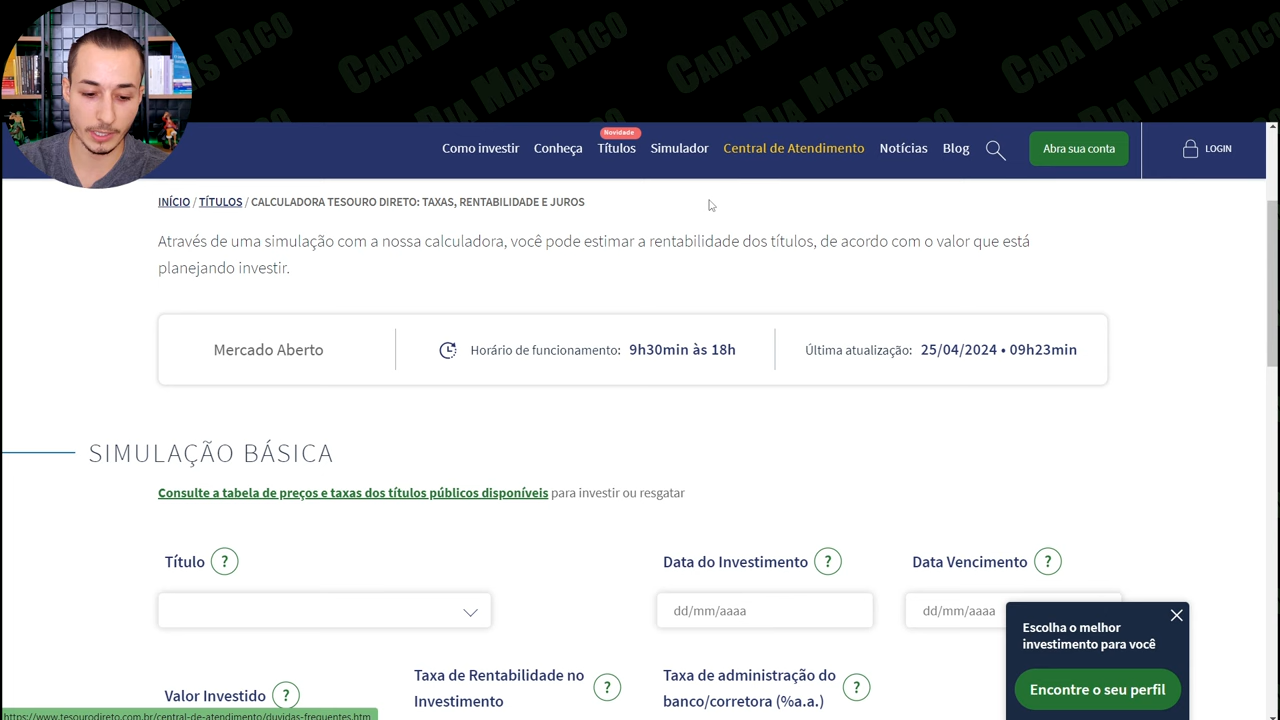 CADA DIA MAIS RICO
Novidade
Como investir Conheça Títulos Simulador Central de Atendimento Notícias Blog Abra sua conta LOGIN
INÍCIO / TÍTULOS / CALCULADORA TESOURO DIRETO: TAXAS, RENTABILIDADE E JUROS
Através de uma simulação com a nossa calculadora, você pode estimar a rentabilidade dos títulos, de acordo com o valor que está
planejando investir.
Mercado Aberto Horário de funcionamento: 9h30min às 18h Última atualização: 25/04/2024 • 09h23min
SIMULAÇÃO BÁSICA
Consulte a tabela de preços e taxas dos títulos públicos disponíveis para investir ou resgatar
Título ? Data do Investimento ? Data Vencimento ?
dd/mm/aaaa dd/mm/aaaa
Escolha o melhor
investimento para você
Encontre o seu perfil
Valor Investido ?
Taxa de Rentabilidade no
Investimento ?
Taxa de administração do
banco/corretora (%a.a.) ?
https://www.tesourodireto.com.br/central-de-atendimento/duvidas-frequentes.htm